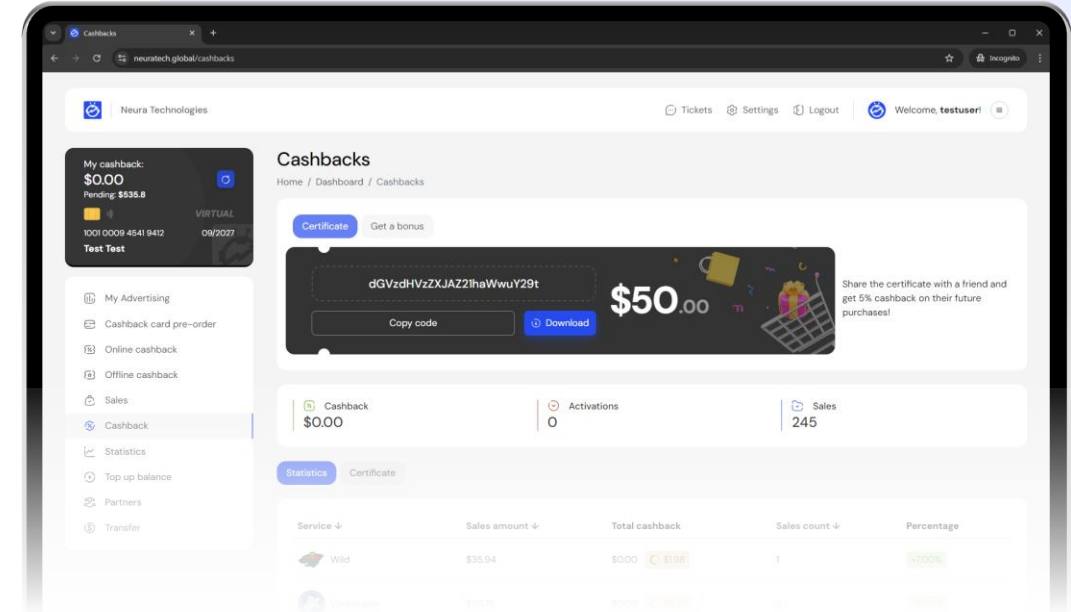 Cashbacks
neuratech.global/cashbacks
Incognito
Neura Technologies
Tickets
Settings
Logout
Welcome, testuser!
My cashback:
$0.00
Pending: $535.8
VIRTUAL
1001 0009 4541 9412
09/2027
Test Test
My Advertising
Cashback card pre-order
Online cashback
Offline cashback
Sales
Cashback
Statistics
Top up balance
Partners
Transfer
Cashbacks
Home / Dashboard / Cashbacks
Certificate
Get a bonus
dGVzdHVzZXJAZ21haWwuY29t
Copy code
Download
$50.00
Share the certificate with a friend and
get 5% cashback on their future
purchases!
Cashback
$0.00
Activations
0
Sales
245
Statistics
Certificate
Service
Sales amount
Total cashback
Sales count
Percentage
Wild
$35.94
$0.00
$1.98
1
+7.00%